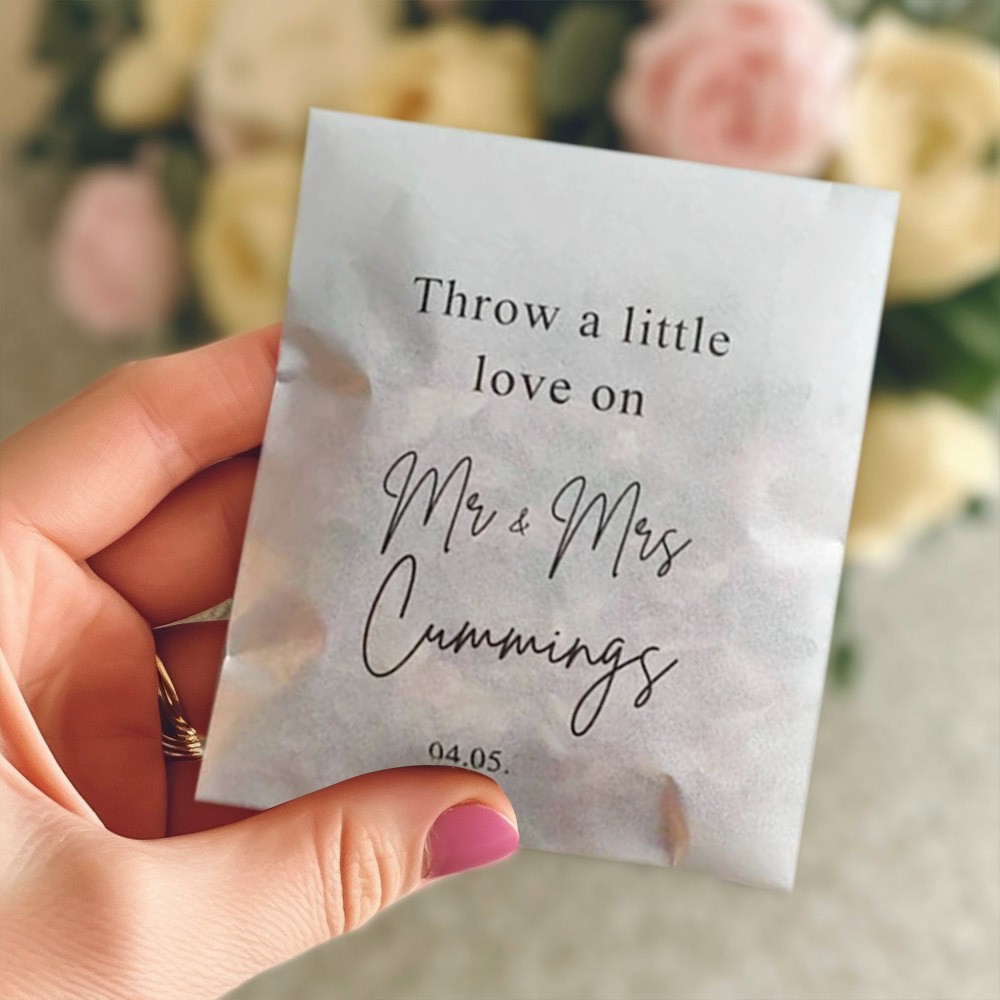 Throw a little
love on
Mr & Mrs
Cummings
04.05.